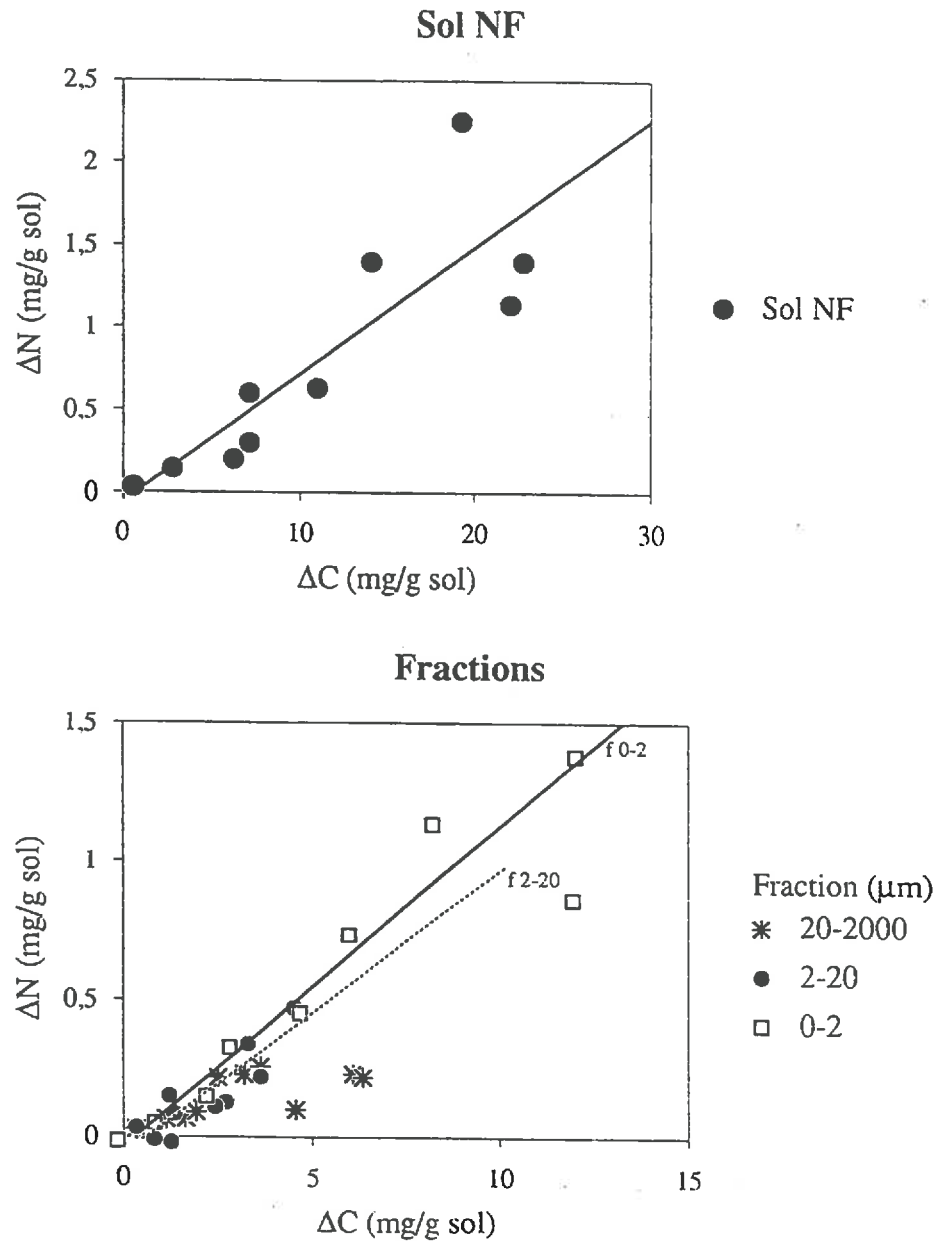 Sol NF
2,5
2
1,5
1
0,5
0
0 10 20 30
ΔN (mg/g sol)
ΔC (mg/g sol)
Sol NF
Fractions
1,5
1
0,5
0
0 5 10 15
ΔN (mg/g sol)
ΔC (mg/g sol)
f 0-2
f 2-20
Fraction (μm)
20-2000
2-20
0-2